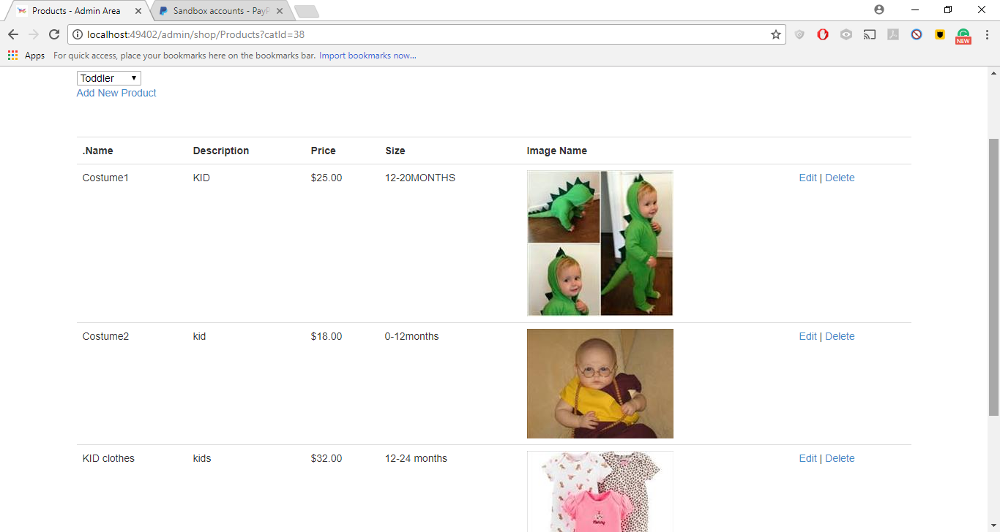 Products - Admin Area
Sandbox accounts - PayP
localhost:49402/admin/shop/Products?catId=38
NEW
Apps For quick access, place your bookmarks here on the bookmarks bar. Import bookmarks now...
Toddler
Add New Product
.Name Description Price Size Image Name
Costume1 KID $25.00 12-20MONTHS Edit | Delete
Costume2 kid $18.00 0-12months Edit | Delete
KID clothes kids $32.00 12-24 months Edit | Delete